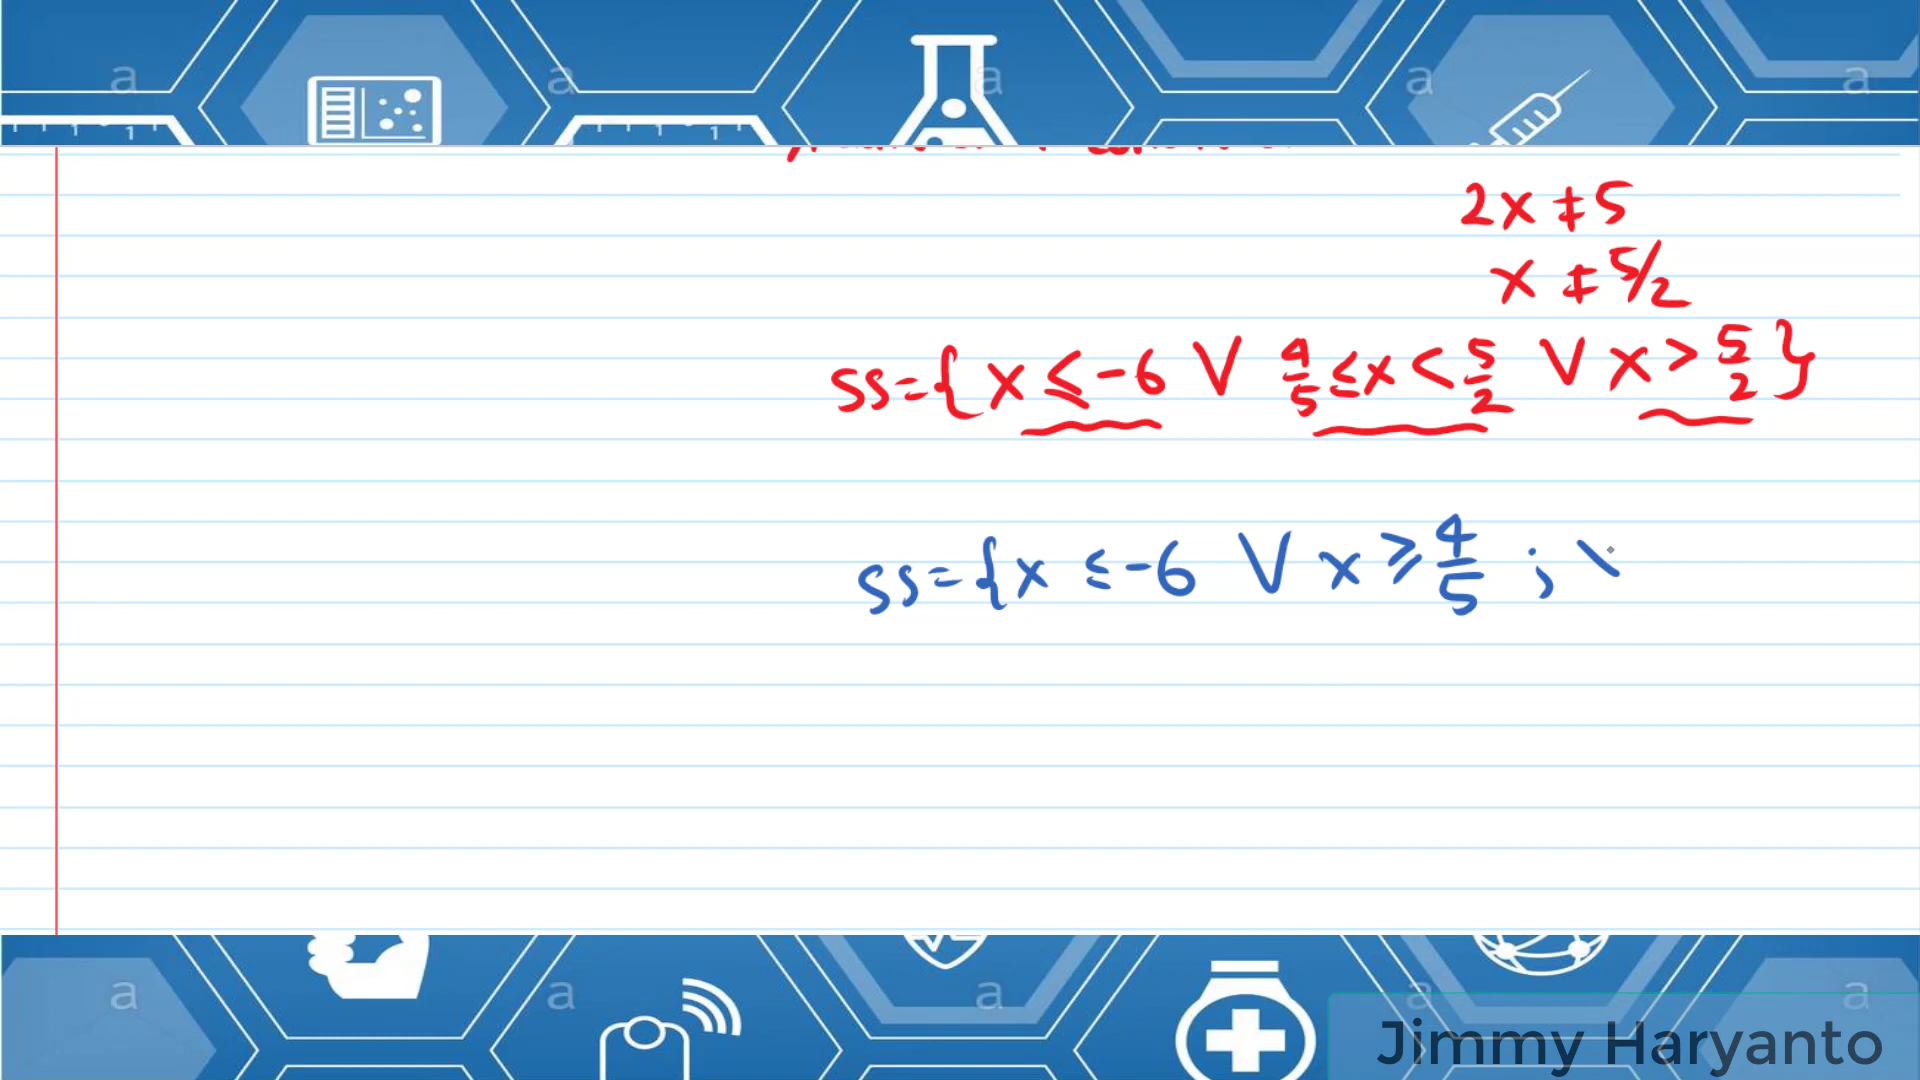 2x ≠ 5
x ≠ 5/2
SS = { x ≤ -6 ∨ 4/5 ≤ x < 5/2 ∨ x > 5/2 }
SS = { x ≤ -6 ∨ x ≥ 4/5 ;
Jimmy Haryanto